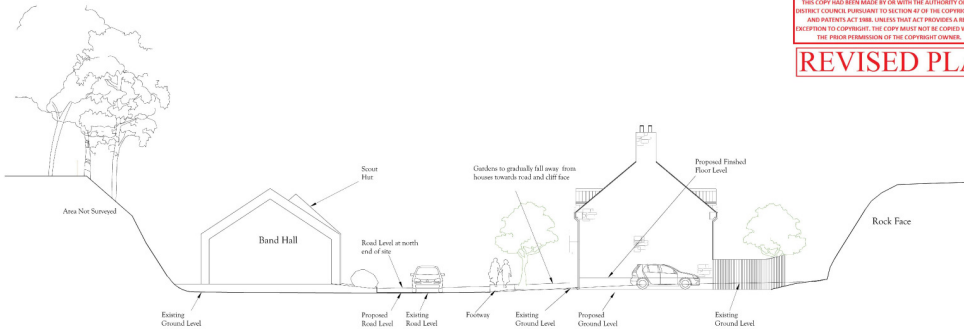 THIS COPY HAD BEEN MADE BY OR WITH THE AUTHORITY OF
DISTRICT COUNCIL PURSUANT TO SECTION 47 OF THE COPYRIG
AND PATENTS ACT 1988. UNLESS THAT ACT PROVIDES A RE
EXCEPTION TO COPYRIGHT. THE COPY MUST NOT BE COPIED W
THE PRIOR PERMISSION OF THE COPYRIGHT OWNER.
REVISED PLA
Proposed Finshed
Floor Level
Scout
Hut
Gardens to gradually fall away from
houses towards road and cliff face
Area Not Surveyed
Rock Face
Band Hall
Road Level at north
end of site
Existing
Ground Level
Proposed
Road Level
Existing
Road Level
Footway
Existing
Ground Level
Proposed
Ground Level
Existing
Ground Level